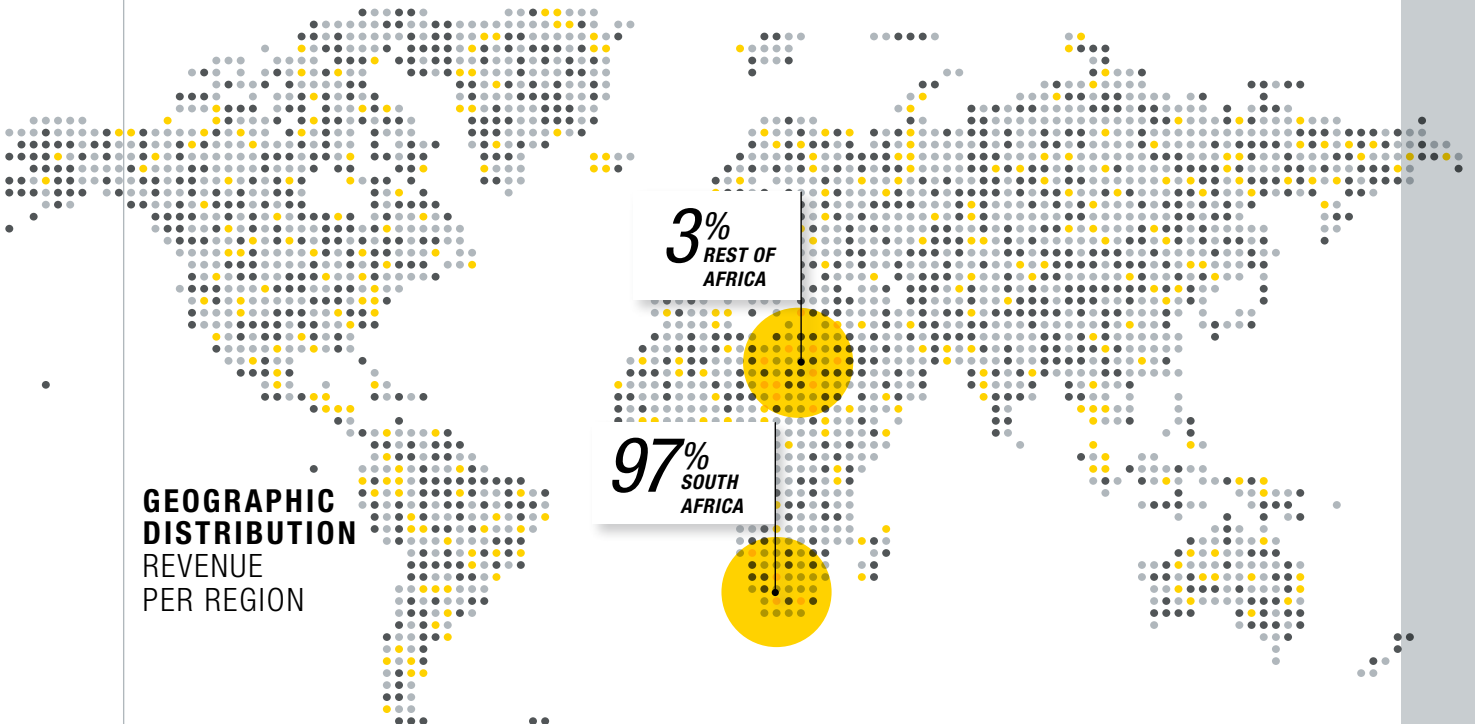 3%
REST OF
AFRICA
97%
SOUTH
AFRICA
GEOGRAPHIC
DISTRIBUTION
REVENUE
PER REGION